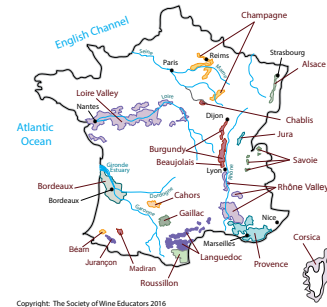 English Channel
Champagne
Seine
Reims
Paris
Marne
Strasbourg
Alsace
Loire Valley
Loire
Nantes
Chablis
Dijon
Atlantic
Ocean
Jura
Burgundy
Beaujolais
Savoie
Lyon
Gironde
Estuary
Rhône
Bordeaux
Bordeaux
Dordogne
Cahors
Rhône Valley
Garonne
Gaillac
Nice
Corsica
Marseilles
Béarn
Jurançon
Madiran
Languedoc
Provence
Roussillon
Copyright: The Society of Wine Educators 2016